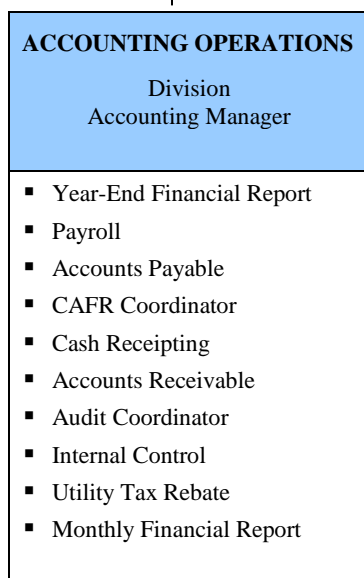 ACCOUNTING OPERATIONS
Division
Accounting Manager
▪ Year-End Financial Report
▪ Payroll
▪ Accounts Payable
▪ CAFR Coordinator
▪ Cash Receipting
▪ Accounts Receivable
▪ Audit Coordinator
▪ Internal Control
▪ Utility Tax Rebate
▪ Monthly Financial Report